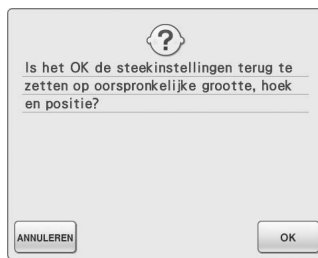 ?
Is het OK de steekinstellingen terug te
zetten op oorspronkelijke grootte, hoek
en positie?
ANNULEREN
OK